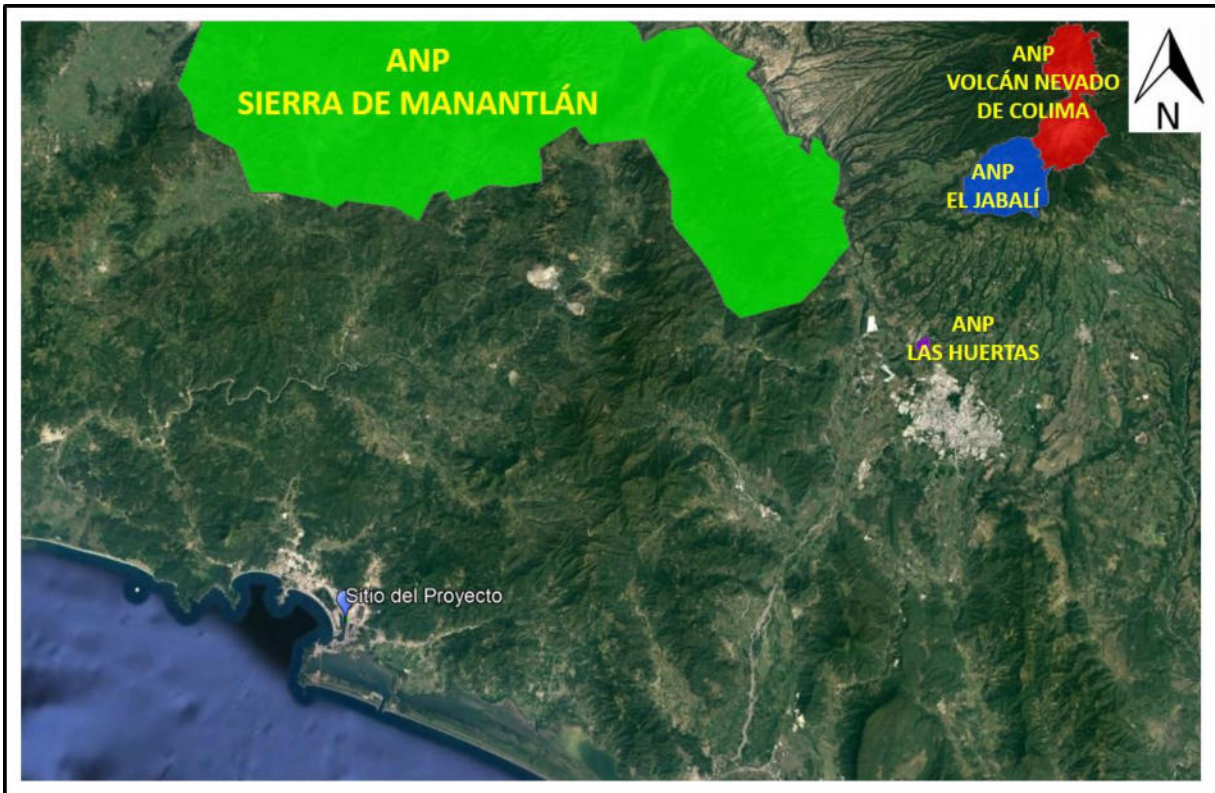 ANP
SIERRA DE MANANTLÁN
ANP
VOLCÁN NEVADO
DE COLIMA
N
ANP
EL JABALÍ
ANP
LAS HUERTAS
Sitio del Proyecto